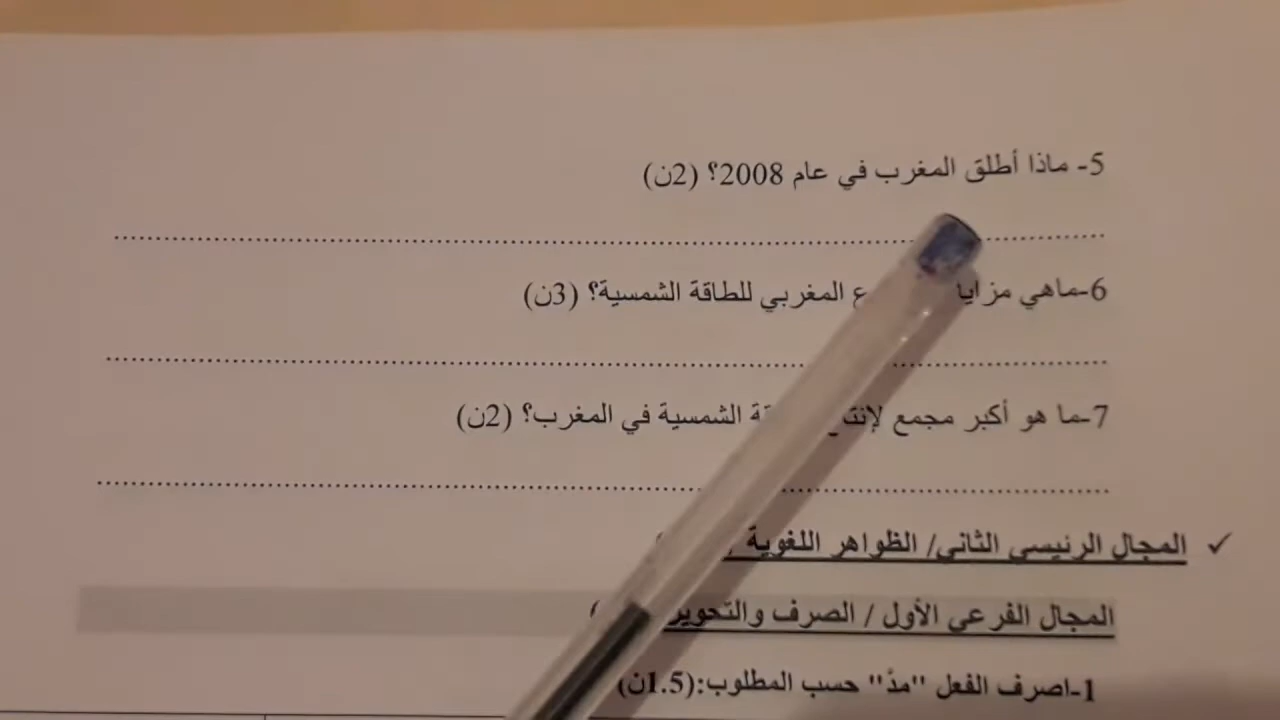 5- ماذا أطلق المغرب في عام 2008؟ (2ن)
6-ماهي مزايا المغربي للطاقة الشمسية؟ (3ن)
7-ما هو أكبر مجمع الشمسية في المغرب؟ (2ن)
✓ المجال الرئيسي الثاني/ الظواهر اللغوية
المجال الفرعي الأول / الصرف والتحوير
1-اصرف الفعل "مدَّ" حسب المطلوب:(1.5ن)